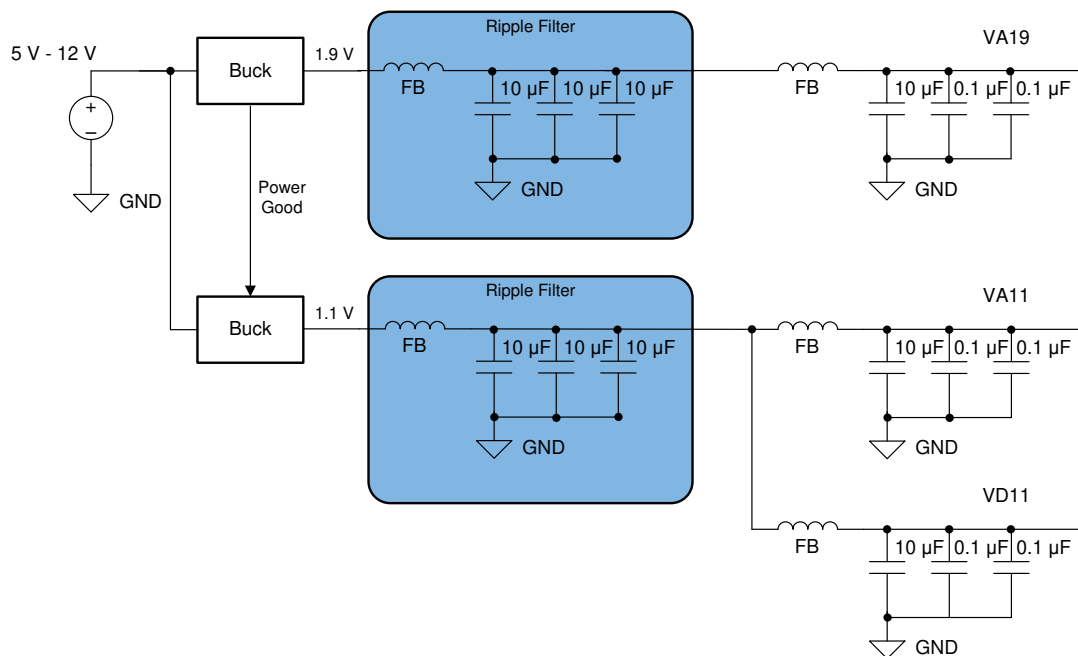 Ripple Filter
VA19
5 V - 12 V
Buck
1.9 V
FB
10 µF 10 µF 10 µF
FB
10 µF 0.1 µF 0.1 µF
+
−
GND
Power
Good
GND
GND
Ripple Filter
VA11
Buck
1.1 V
FB
10 µF 10 µF 10 µF
FB
10 µF 0.1 µF 0.1 µF
GND
GND
VD11
FB
10 µF 0.1 µF 0.1 µF
GND